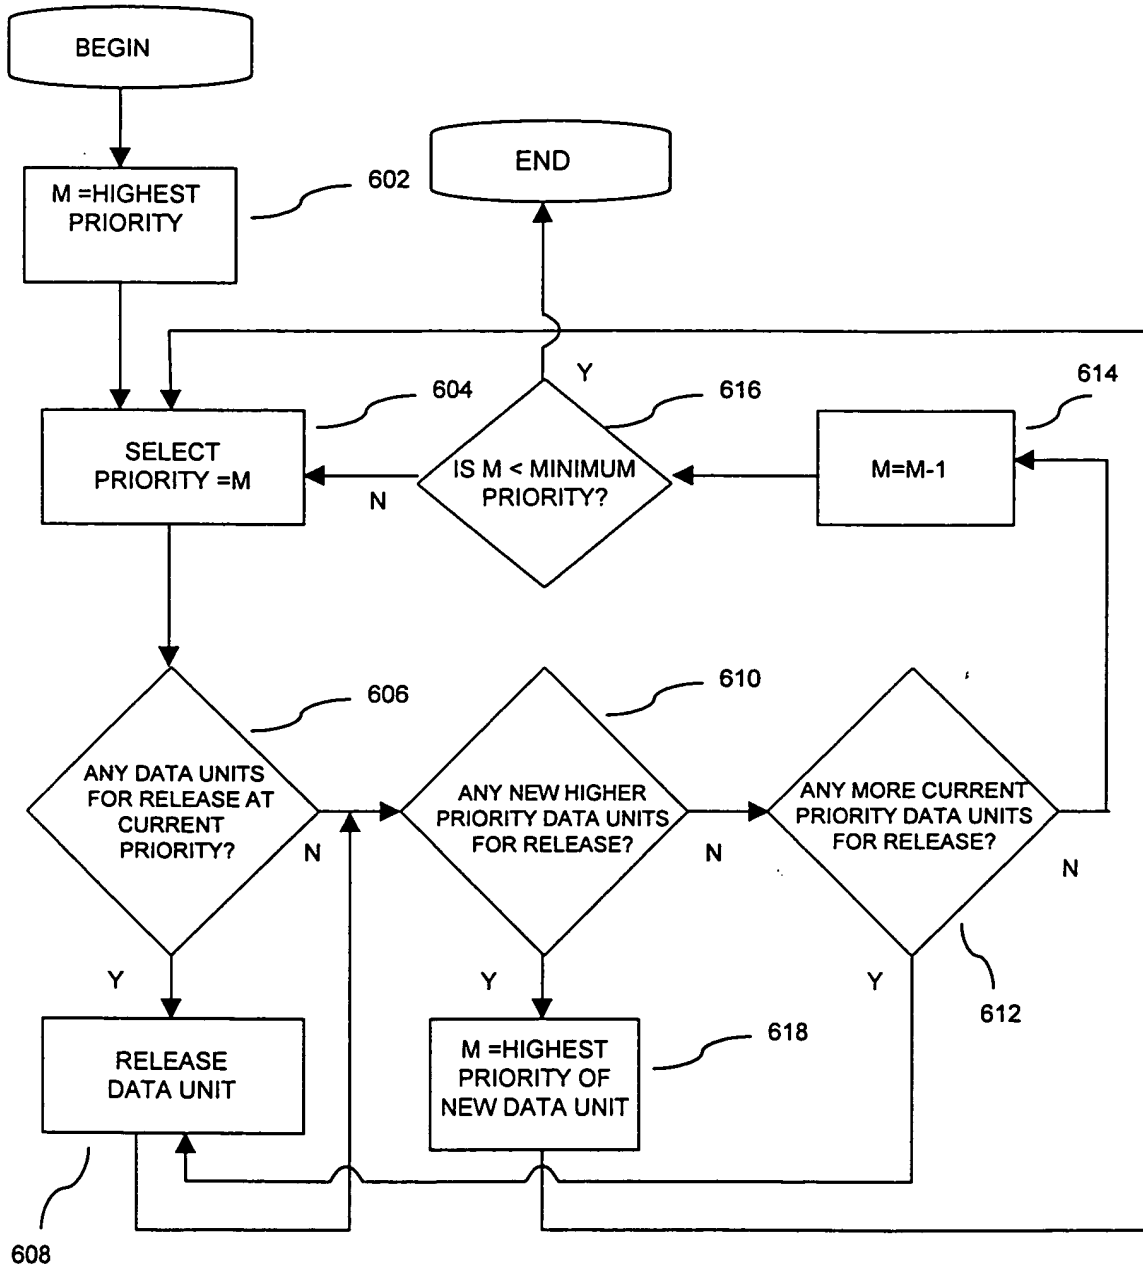 BEGIN
M =HIGHEST
PRIORITY
602
END
SELECT
PRIORITY =M
604
Y
IS M < MINIMUM
PRIORITY?
616
N
M=M-1
614
ANY DATA UNITS
FOR RELEASE AT
CURRENT
PRIORITY?
606
N
Y
ANY NEW HIGHER
PRIORITY DATA UNITS
FOR RELEASE?
610
N
Y
ANY MORE CURRENT
PRIORITY DATA UNITS
FOR RELEASE?
N
Y
612
RELEASE
DATA UNIT
608
M =HIGHEST
PRIORITY OF
NEW DATA UNIT
618